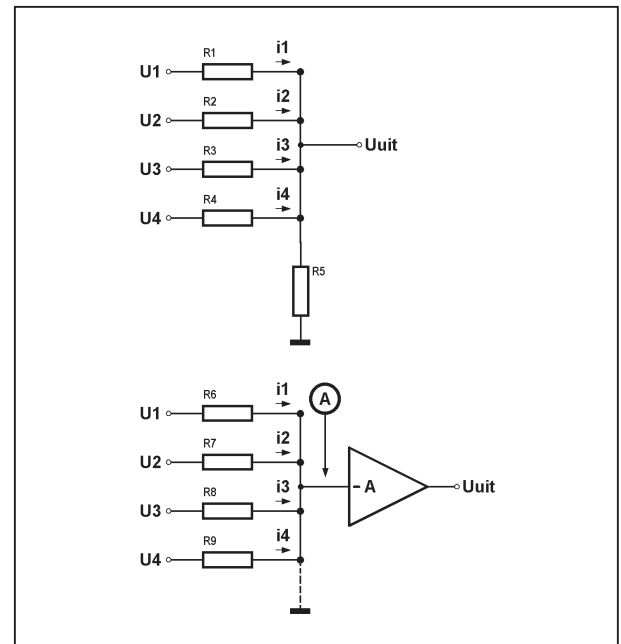 R1 i1
U1
R2 i2
U2
R3 i3
Uuit
U3
R4 i4
U4
R5
R6 i1 A
U1
R7 i2
U2
R8 i3 - A Uuit
U3
R9 i4
U4